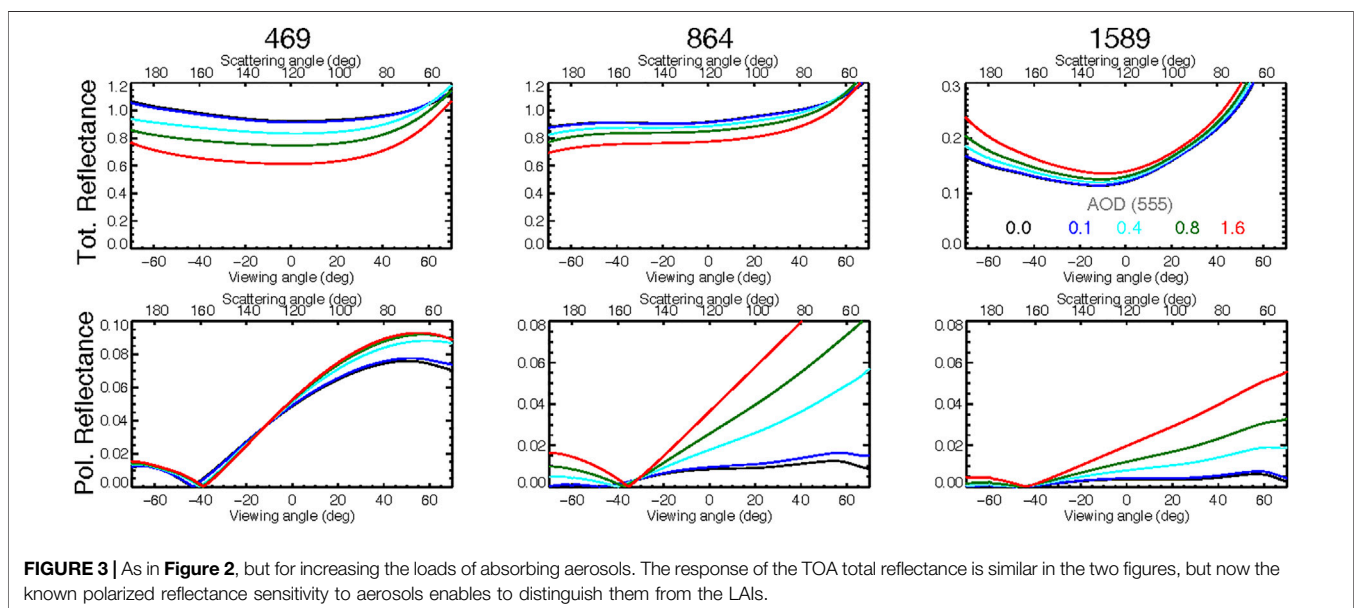 469 864 1589
Scattering angle (deg) Scattering angle (deg) Scattering angle (deg)
180 160 140 120 100 80 60 180 160 140 120 100 80 60 180 160 140 120 100 80 60
Tot. Reflectance
1.2 1.0 0.8 0.6 0.4 0.2 0.0
1.2 1.0 0.8 0.6 0.4 0.2 0.0
0.3 0.2 0.1 0.0
AOD (555)
0.0 0.1 0.4 0.8 1.6
−60 −40 −20 0 20 40 60 −60 −40 −20 0 20 40 60 −60 −40 −20 0 20 40 60
Viewing angle (deg) Viewing angle (deg) Viewing angle (deg)
Scattering angle (deg) Scattering angle (deg) Scattering angle (deg)
180 160 140 120 100 80 60 180 160 140 120 100 80 60 180 160 140 120 100 80 60
Pol. Reflectance
0.10 0.08 0.06 0.04 0.02 0.00
0.08 0.06 0.04 0.02 0.00
0.08 0.06 0.04 0.02 0.00
−60 −40 −20 0 20 40 60 −60 −40 −20 0 20 40 60 −60 −40 −20 0 20 40 60
Viewing angle (deg) Viewing angle (deg) Viewing angle (deg)
FIGURE 3 | As in Figure 2, but for increasing the loads of absorbing aerosols. The response of the TOA total reflectance is similar in the two figures, but now the
known polarized reflectance sensitivity to aerosols enables to distinguish them from the LAIs.